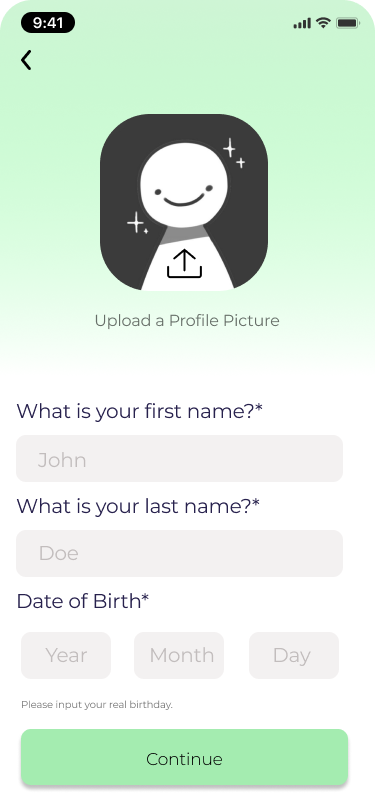 9:41
Upload a Profile Picture
What is your first name?*
John
What is your last name?*
Doe
Date of Birth*
Year Month Day
Please input your real birthday.
Continue